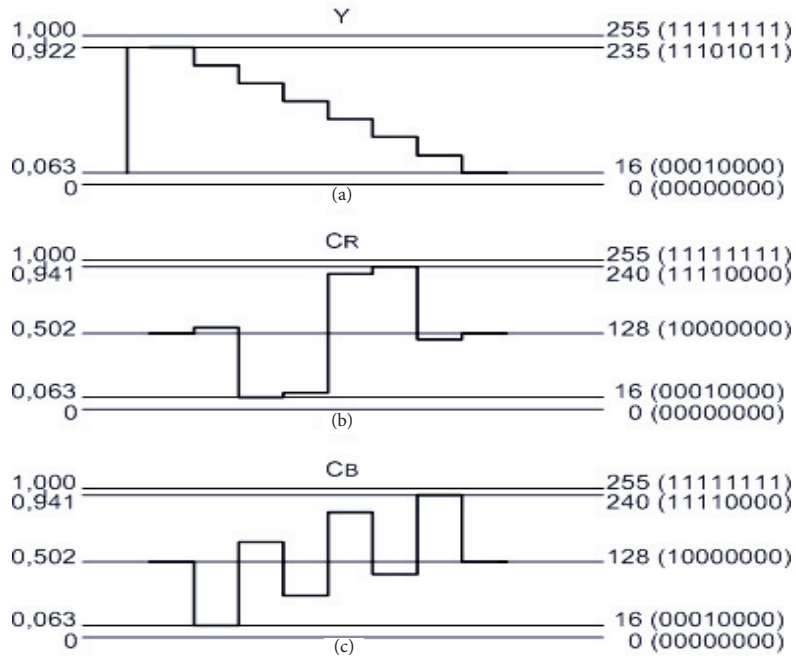 Y
1,000 255 (11111111)
0,922 235 (11101011)
0,063 16 (00010000)
0 0 (00000000)
(a)
CR
1,000 255 (11111111)
0,941 240 (11110000)
0,502 128 (10000000)
0,063 16 (00010000)
0 0 (00000000)
(b)
CB
1,000 255 (11111111)
0,941 240 (11110000)
0,502 128 (10000000)
0,063 16 (00010000)
0 0 (00000000)
(c)